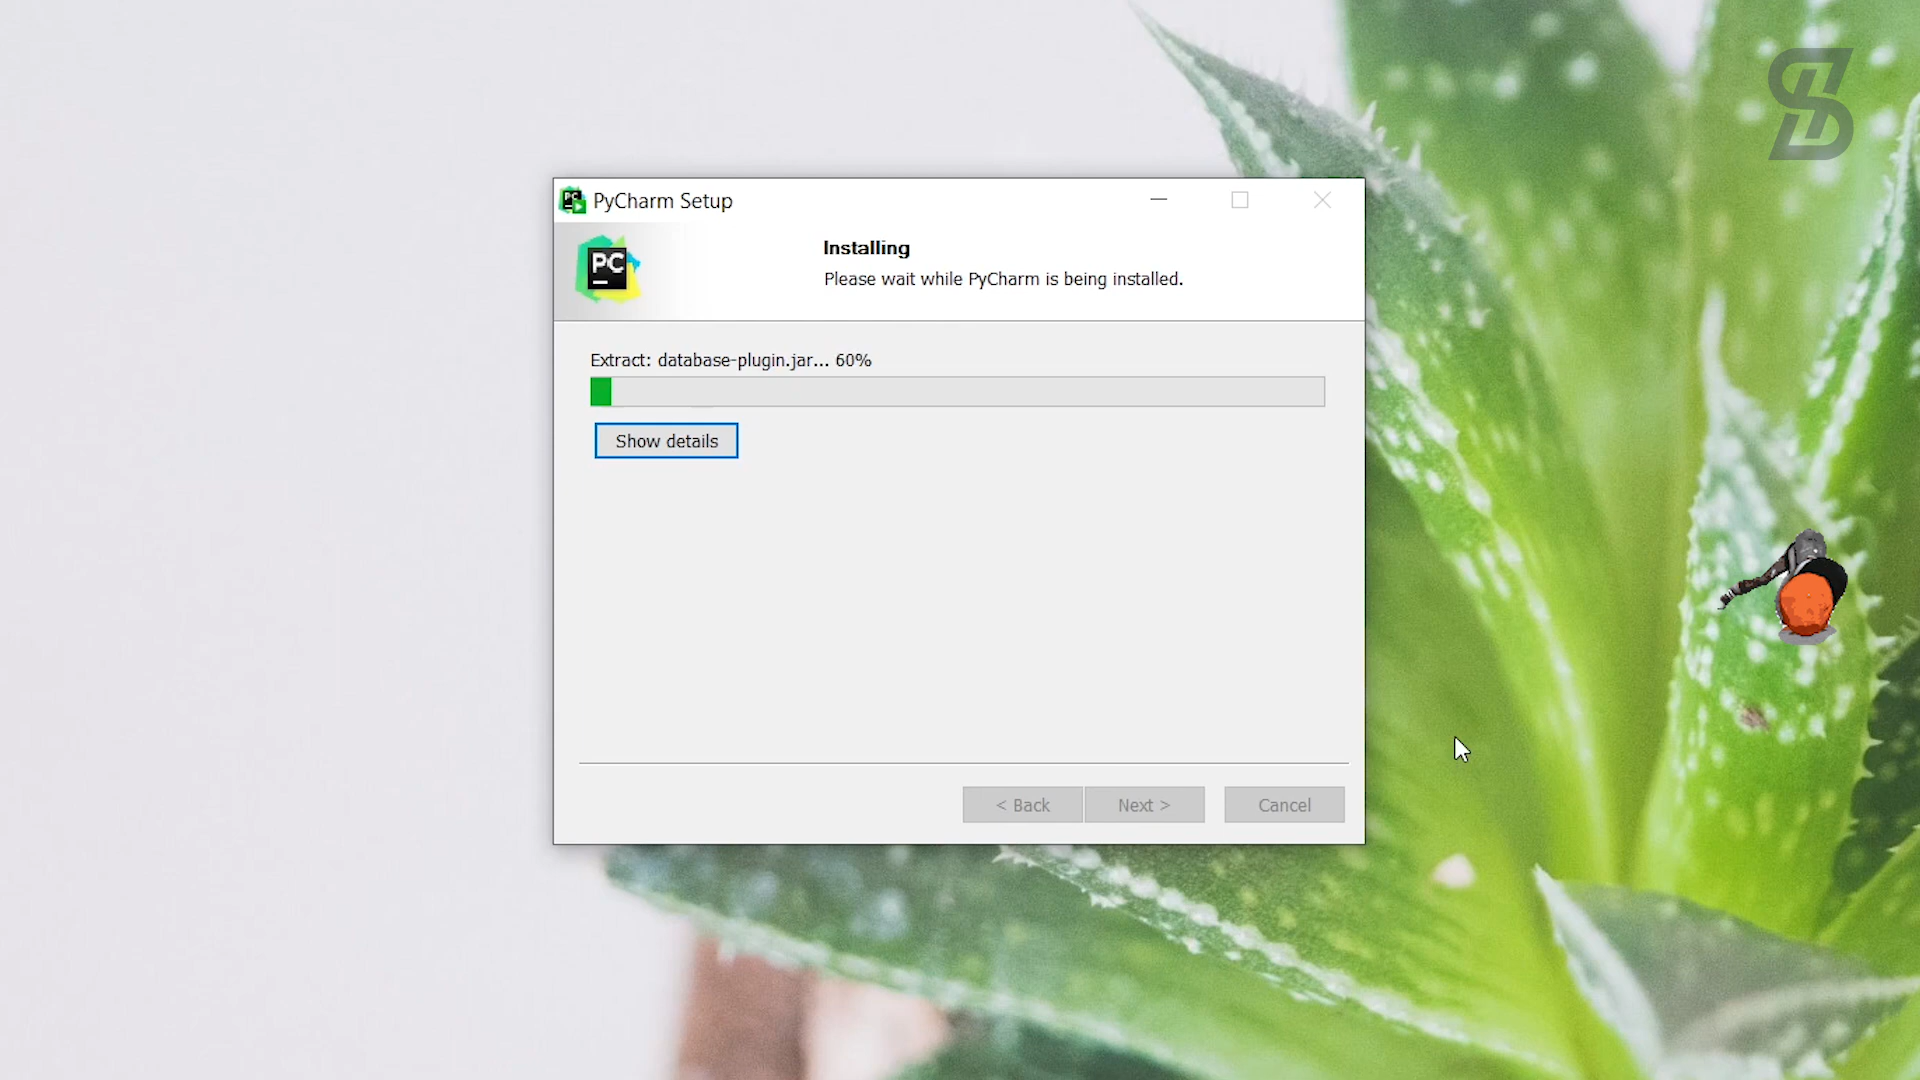 PyCharm Setup
PC
Installing
Please wait while PyCharm is being installed.
Extract: database-plugin.jar... 60%
Show details
< Back
Next >
Cancel